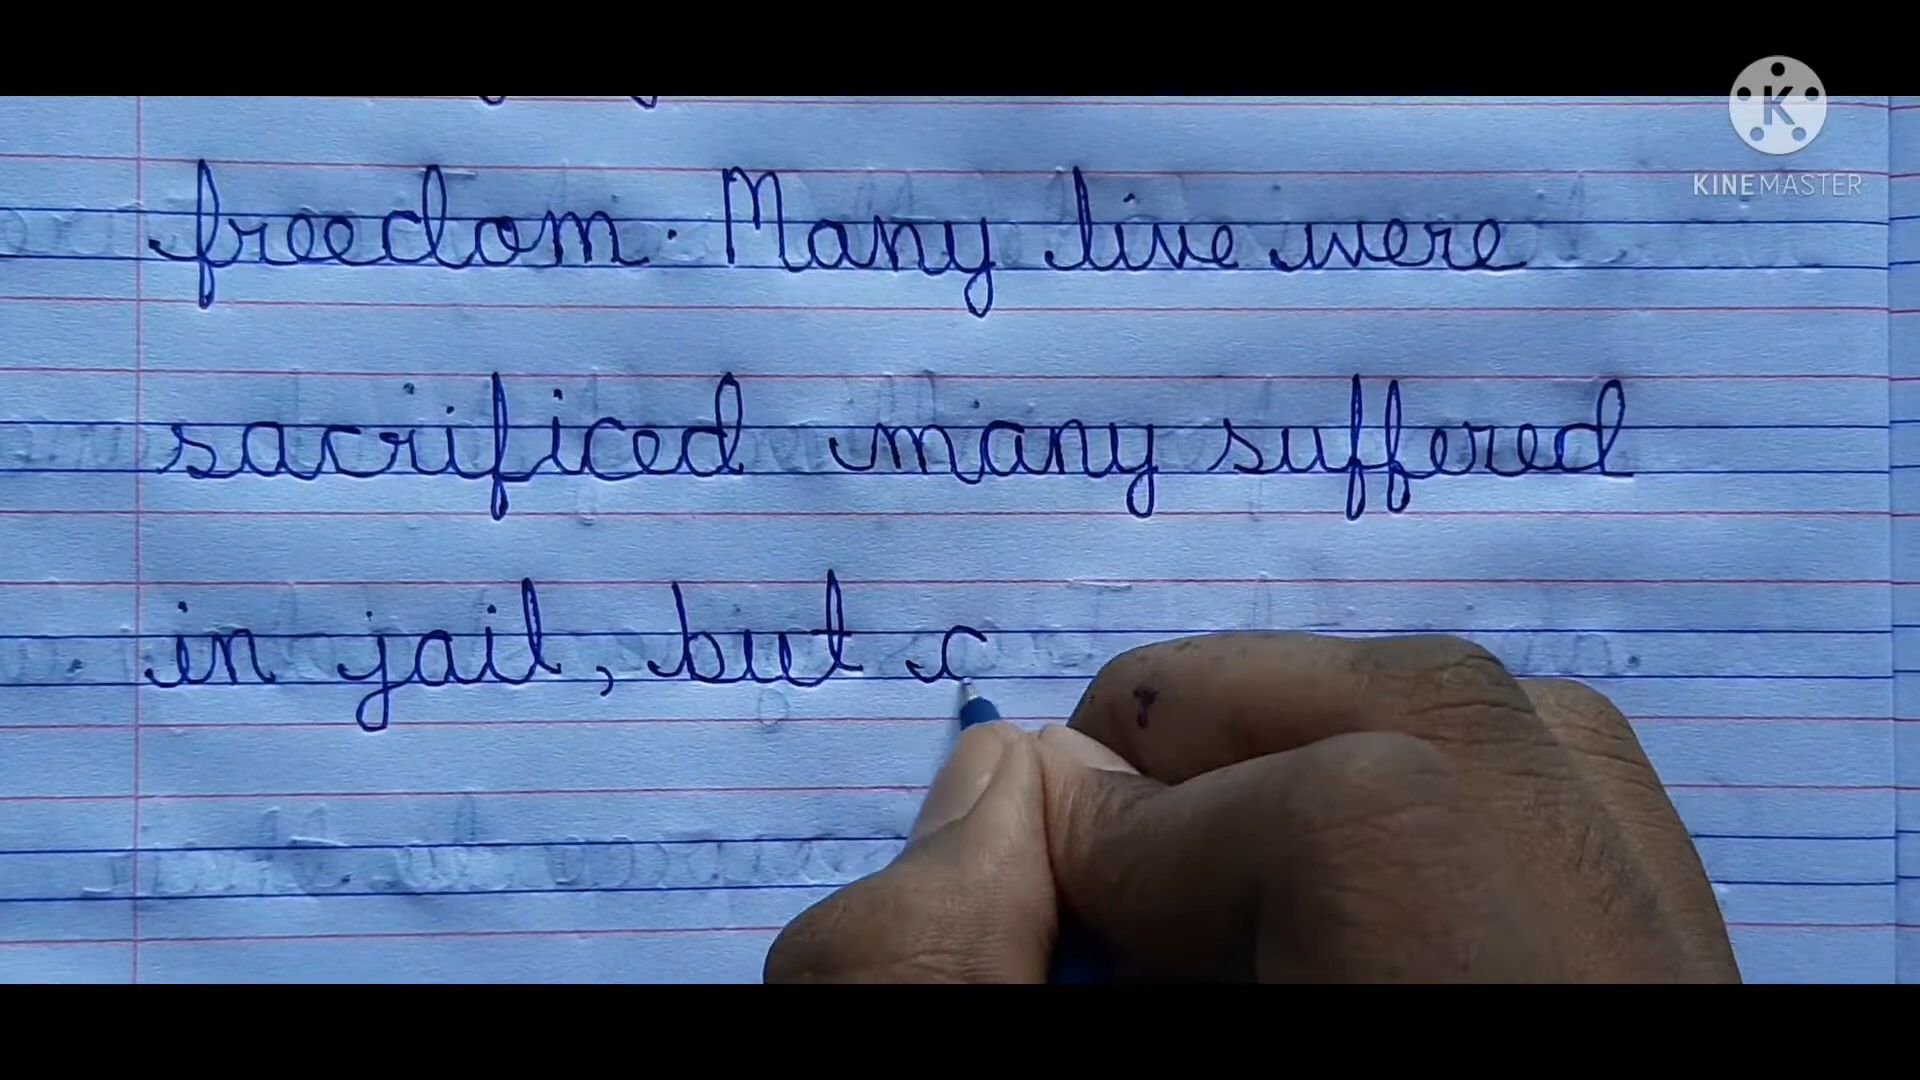 K
KINEMASTER
freedom. Many live were
sacrificed many suffered
in jail, but